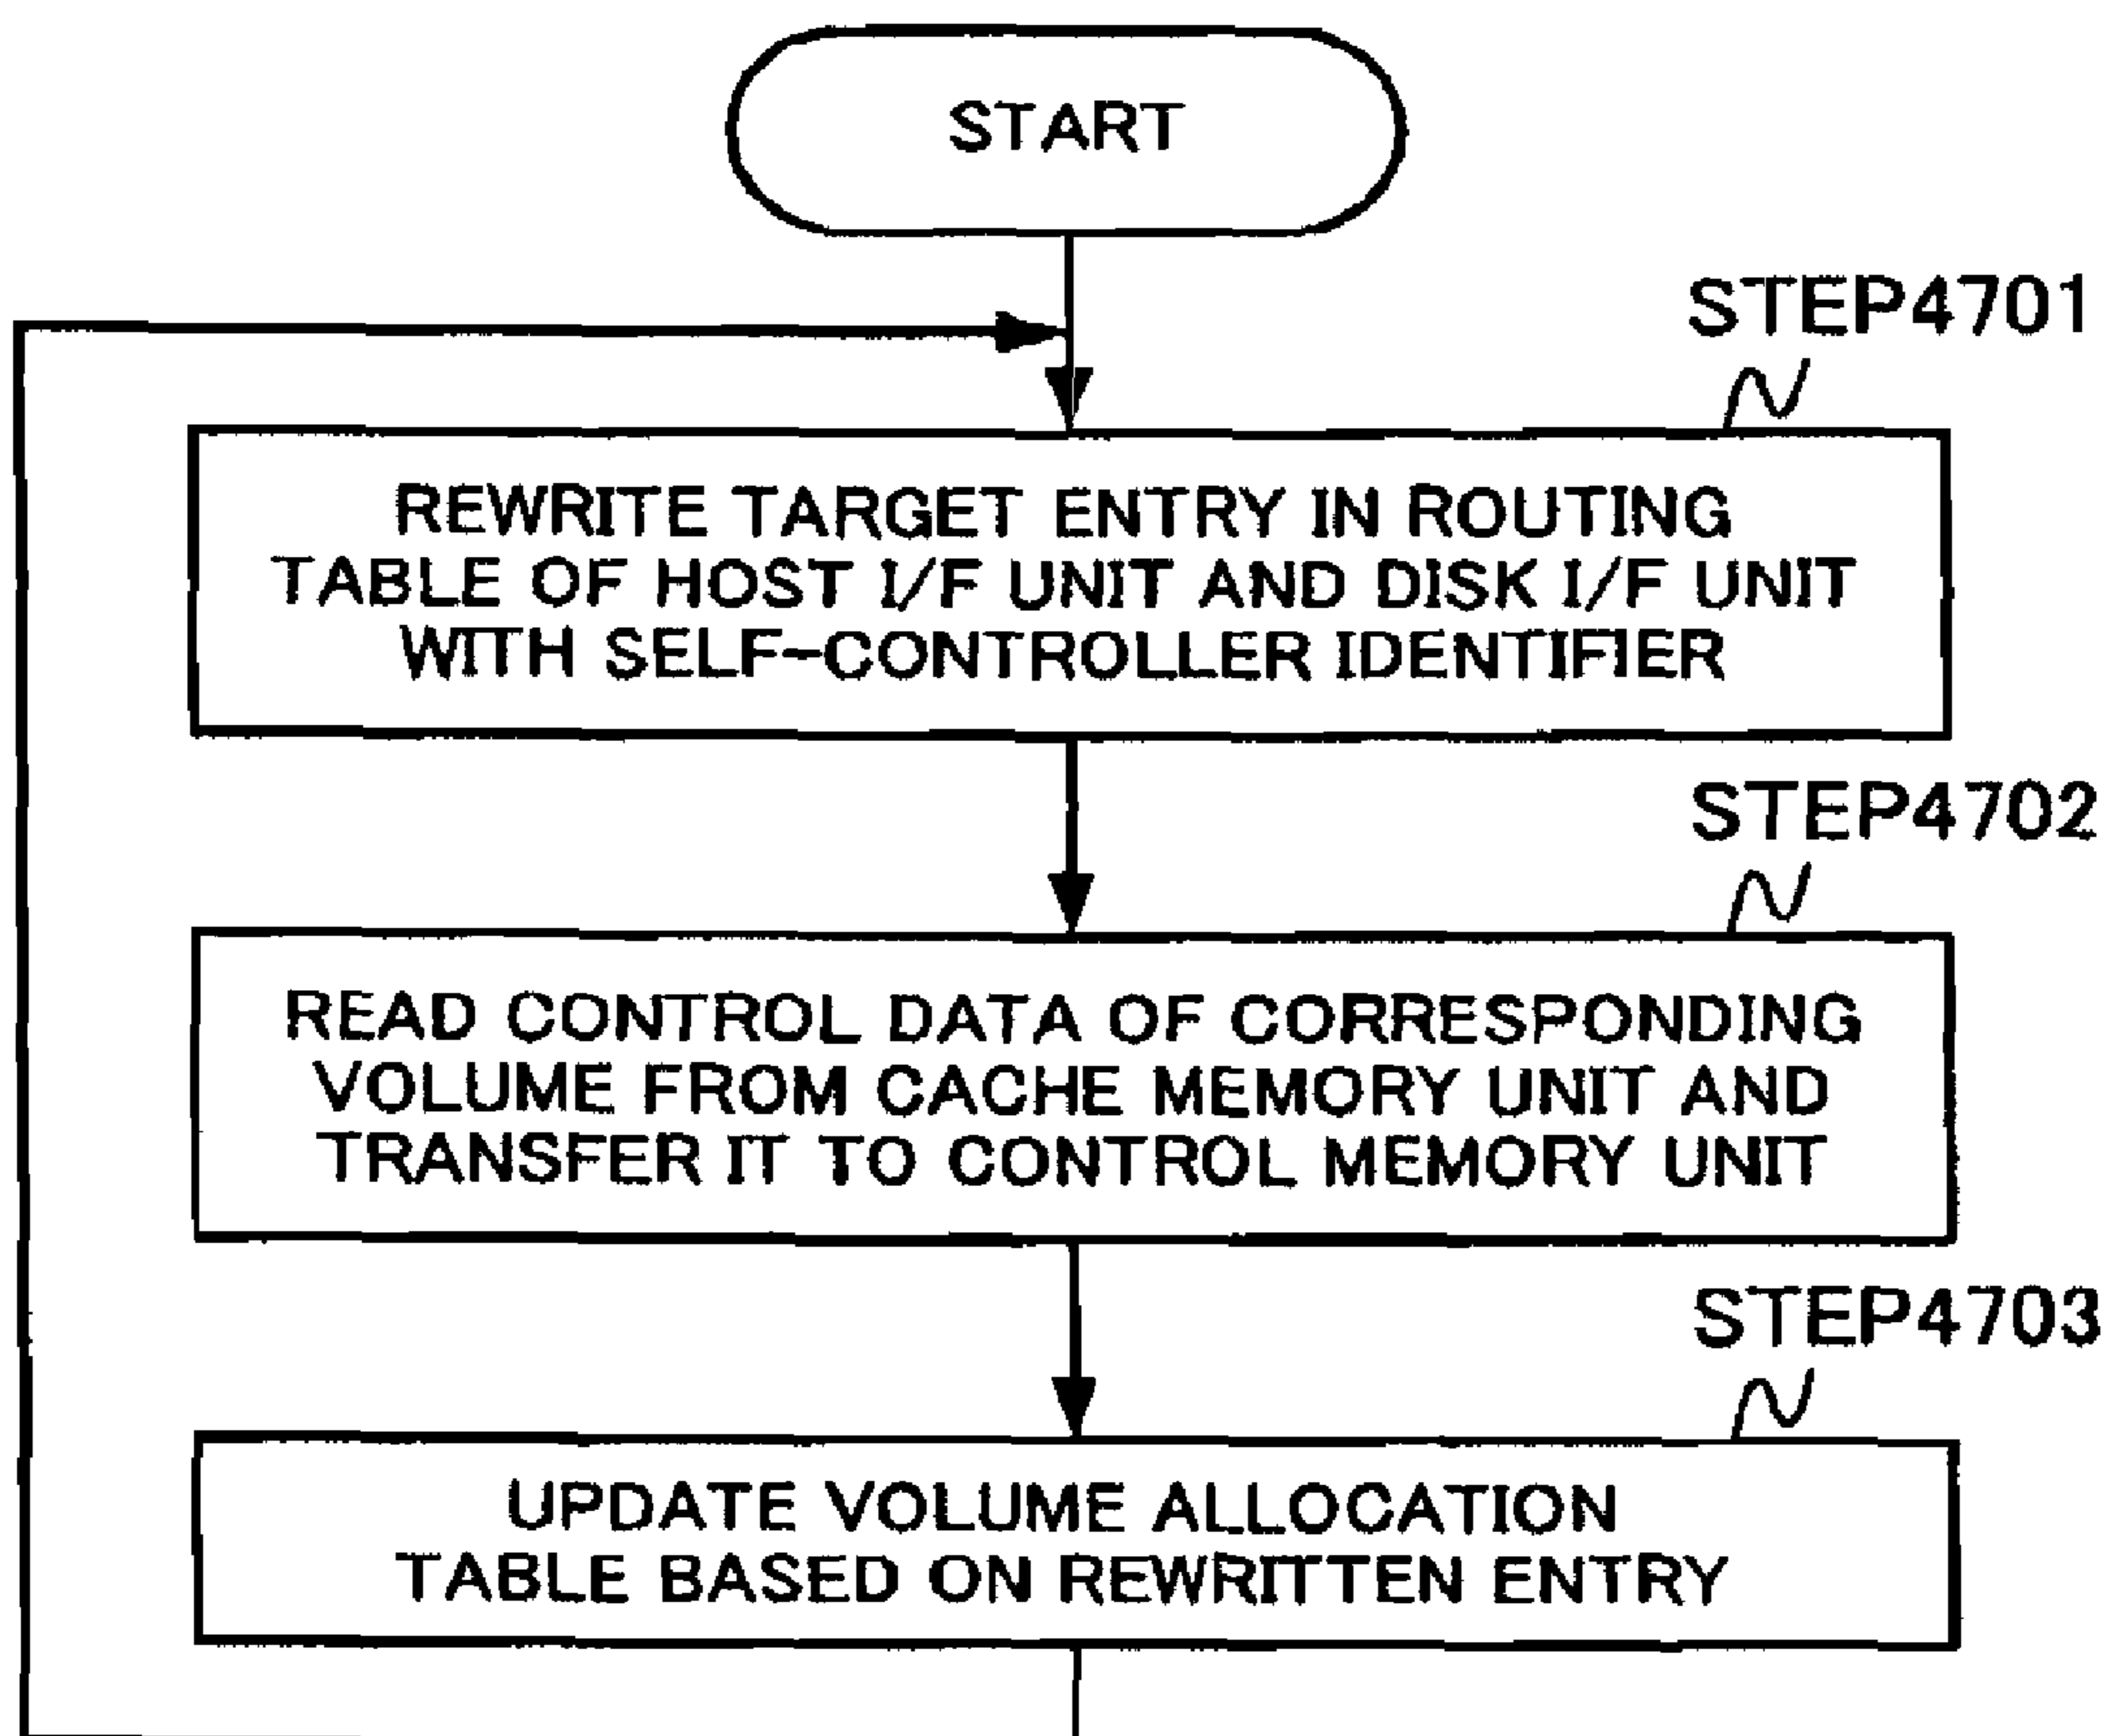 START
STEP4701
REWRITE TARGET ENTRY IN ROUTING
TABLE OF HOST I/F UNIT AND DISK I/F UNIT
WITH SELF-CONTROLLER IDENTIFIER
STEP4702
READ CONTROL DATA OF CORRESPONDING
VOLUME FROM CACHE MEMORY UNIT AND
TRANSFER IT TO CONTROL MEMORY UNIT
STEP4703
UPDATE VOLUME ALLOCATION
TABLE BASED ON REWRITTEN ENTRY